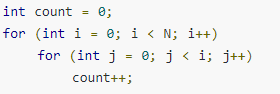 int count = 0;
for (int i = 0; i < N; i++)
    for (int j = 0; j < i; j++)
        count++;